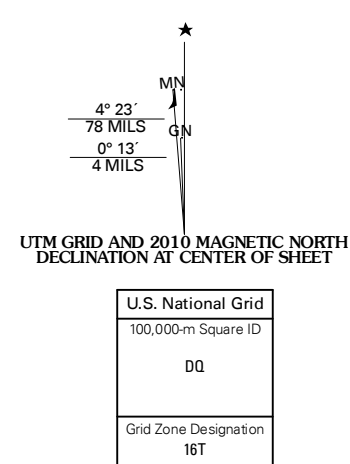 MN
4° 23´
78 MILS
GN
0° 13´
4 MILS
UTM GRID AND 2010 MAGNETIC NORTH
DECLINATION AT CENTER OF SHEET
U.S. National Grid
100,000-m Square ID
DQ
Grid Zone Designation
16T